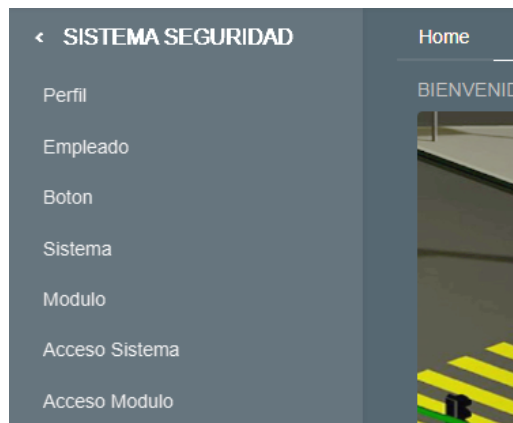 SISTEMA SEGURIDAD
Home
Perfil
Empleado
Boton
Sistema
Modulo
Acceso Sistema
Acceso Modulo